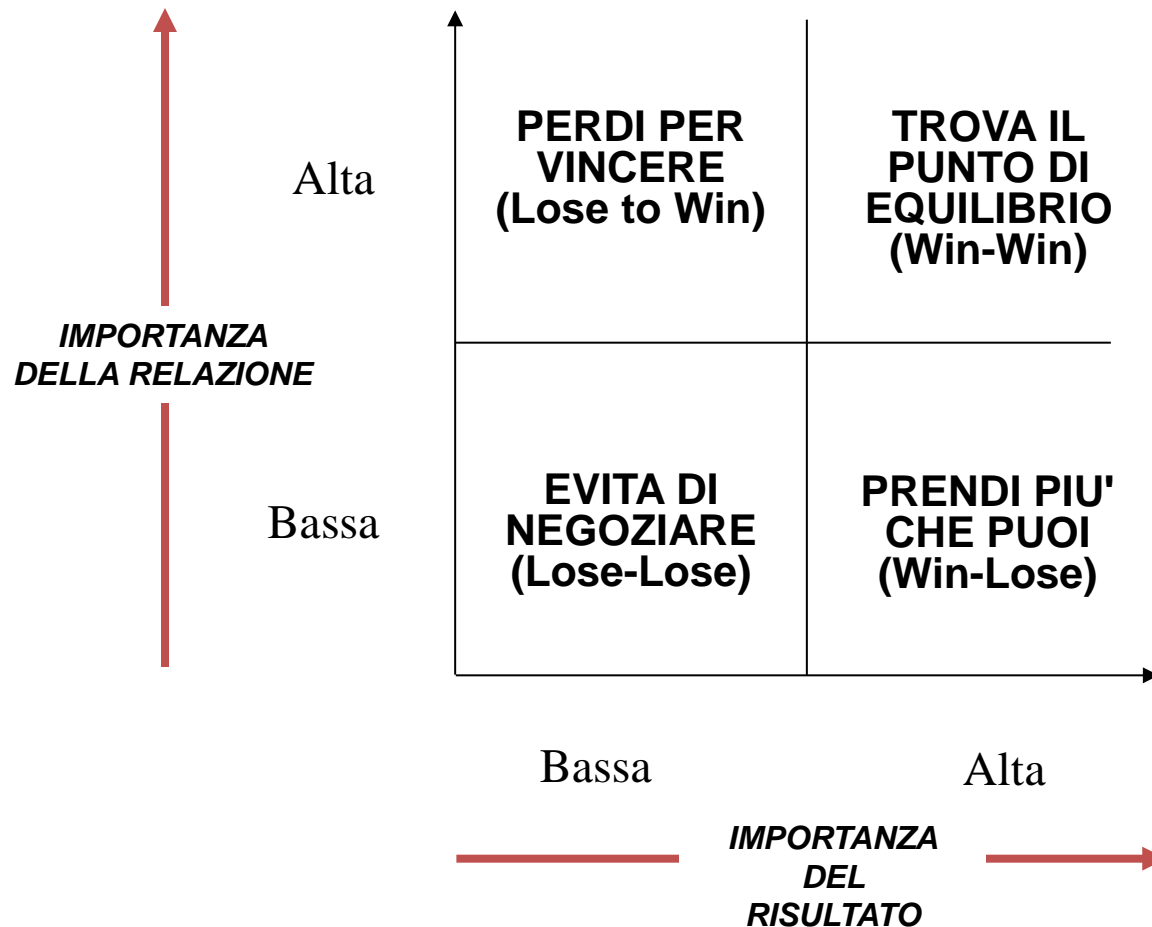 PERDI PER
VINCERE
(Lose to Win)
TROVA IL
PUNTO DI
EQUILIBRIO
(Win-Win)
Alta
IMPORTANZA
DELLA RELAZIONE
EVITA DI
NEGOZIARE
(Lose-Lose)
PRENDI PIU'
CHE PUOI
(Win-Lose)
Bassa
Bassa
Alta
IMPORTANZA
DEL
RISULTATO